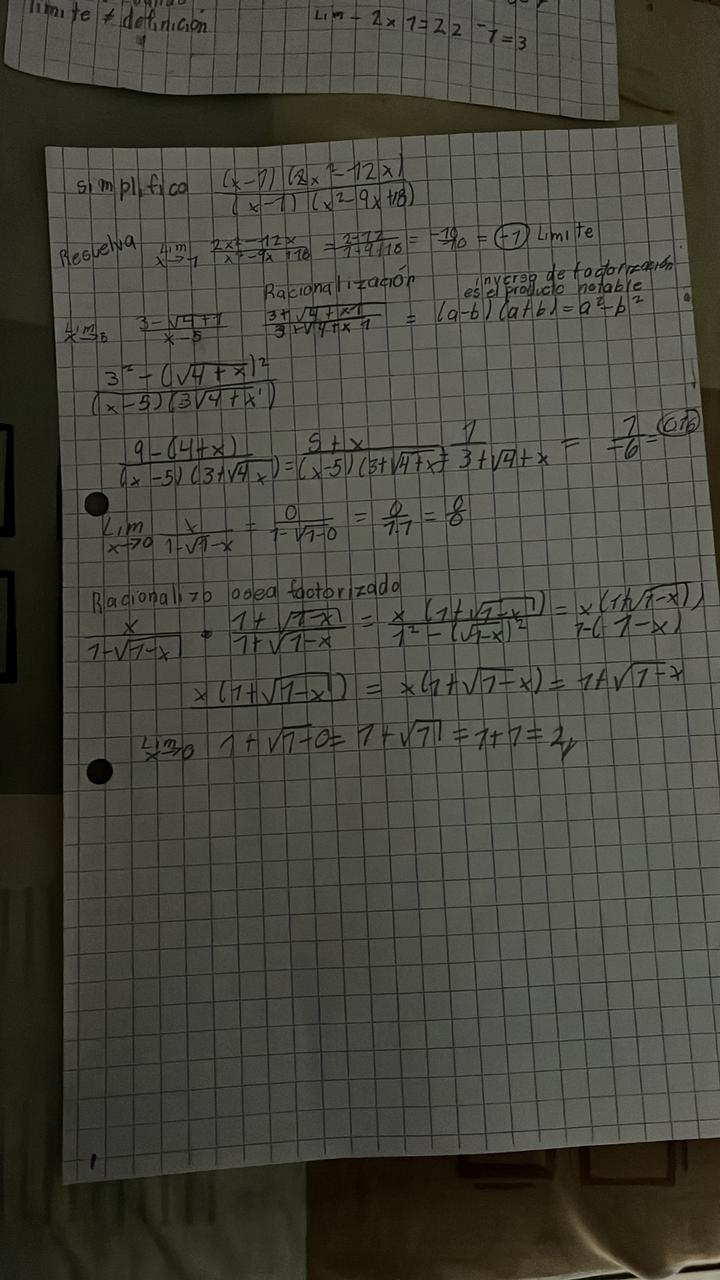 limite ≠ definición
Lim - 2x 1 = 2.2 - 1 = 3
simplifico (x-1) (2x²-12x) / (x-1) (x²-9x+18)
Resuelva Lim x→1 2x²-12x / x²-9x+18 = 2-12 / 1-9+18 = -10/10 = -1 Limite
Racionalización
inverso de factorización
es el producto notable
Lim x→5 3-√4+x / x-5 3+√4+x / 3+√4+x = (a-b) (a+b) = a²-b²
3² - (√4+x)² / (x-5) (3√4+x)
9-(4+x) / (x-5) (3+√4x) = 5+x / (x-5) (3+√4+x) = 1 / 3+√4+x = 1/-6 =
Lim x→0 x / 1-√1-x = 0 / 1-√1-0 = 0 / 1-1 = 0/0
Racionalizo osea factorizado
x / 1-√1-x • 1+√1-x / 1+√1-x = x (1+√1-x) / 1²-(√1-x)² = x (1+√1-x) / 1-(1-x)
x (1+√1-x) = x (1+√1-x) = 1+√1-x
Lim x→0 1+√1-0 = 1+√1 = 1+1 = 2